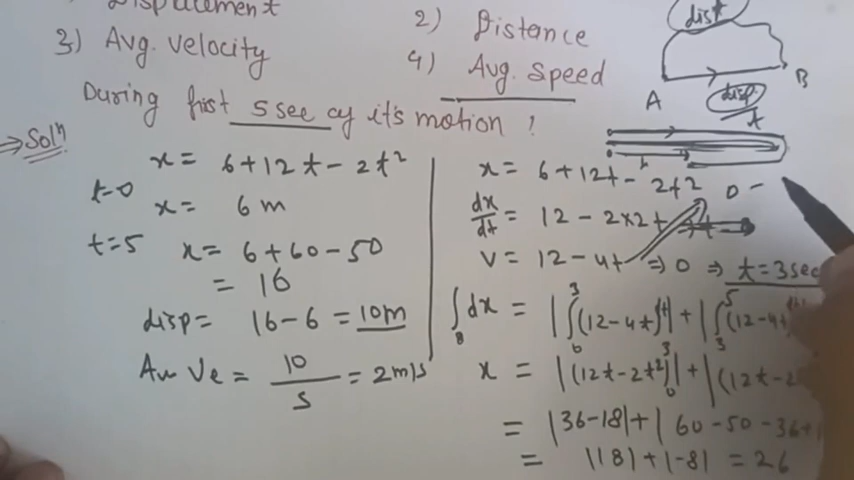 Displacement
2) Distance
3) Avg. Velocity
4) Avg. Speed
During first 5 sec of it's motion !
⇒ Solⁿ
x = 6+12t-2t²
t=0
x = 6 m
t=5 x = 6+60-50
= 16
disp = 16-6 = 10m
Ve = 10/5 = 2m/s
dist
A B
disp.
x = 6+12t-2t²
0 -
dx/dt = 12 - 2×2t
V = 12-4t ⇒ 0 ⇒ t=3sec
∫dx = |∫(12-4t)dt| + |∫(12-4t)
x = |(12t-2t²)| + |(12t-2
= |36-18| + | 60-50-36+
= |18| + |-8| = 26